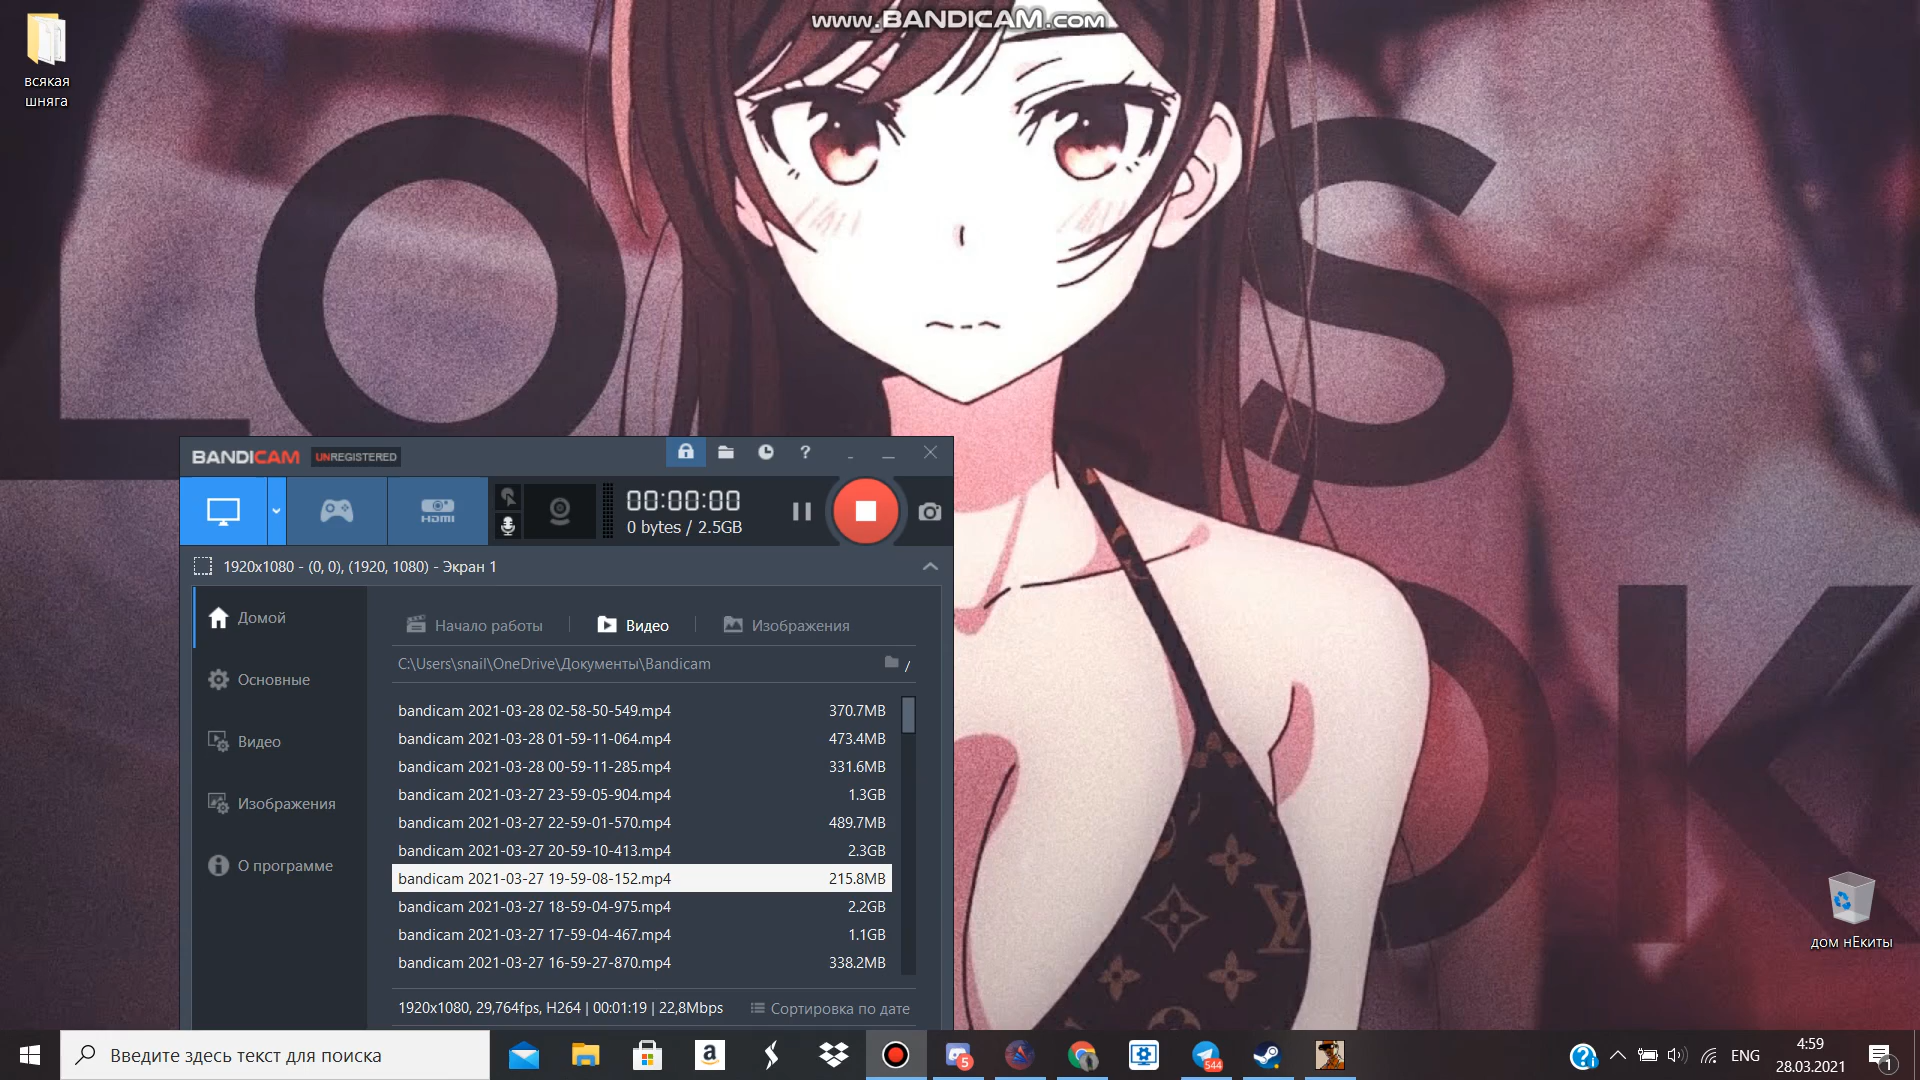 www.BANDICAM.com
всякая
шняга
LO S
OK
BANDICAM UNREGISTERED
?
HDMI
00:00:00
0 bytes / 2.5GB
1920x1080 - (0, 0), (1920, 1080) - Экран 1
Домой
Основные
Видео
Изображения
О программе
Начало работы
Видео
Изображения
C:\Users\snail\OneDrive\Документы\Bandicam
/
bandicam 2021-03-28 02-58-50-549.mp4 370.7MB
bandicam 2021-03-28 01-59-11-064.mp4 473.4MB
bandicam 2021-03-28 00-59-11-285.mp4 331.6MB
bandicam 2021-03-27 23-59-05-904.mp4 1.3GB
bandicam 2021-03-27 22-59-01-570.mp4 489.7MB
bandicam 2021-03-27 20-59-10-413.mp4 2.3GB
bandicam 2021-03-27 19-59-08-152.mp4 215.8MB
bandicam 2021-03-27 18-59-04-975.mp4 2.2GB
bandicam 2021-03-27 17-59-04-467.mp4 1.1GB
bandicam 2021-03-27 16-59-27-870.mp4 338.2MB
1920x1080, 29,764fps, H264 | 00:01:19 | 22,8Mbps
Сортировка по дате
дом нЕкиты
Введите здесь текст для поиска
a
5
544
ENG
4:59
28.03.2021
1